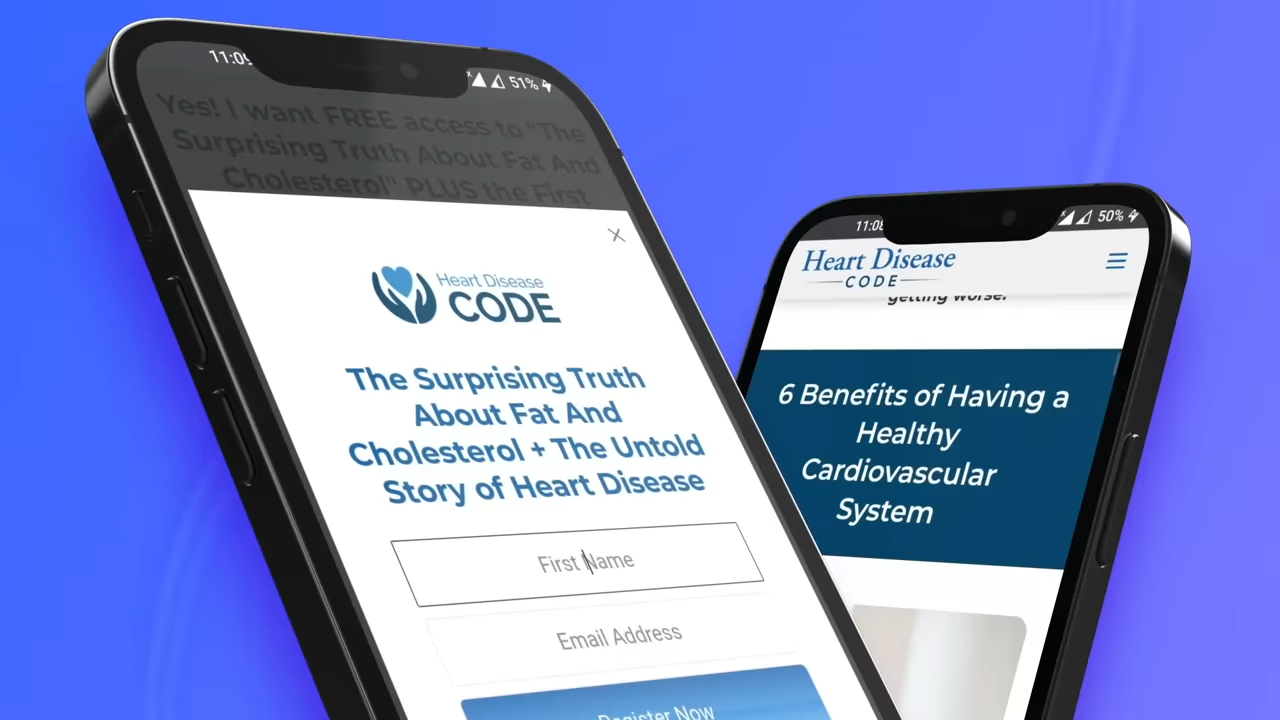 11:09
51%
Yes! I want FREE access to "The
Surprising Truth About Fat And
Cholesterol" PLUS the First
Heart Disease
CODE
The Surprising Truth
About Fat And
Cholesterol + The Untold
Story of Heart Disease
First Name
Email Address
Register Now
11:08
50%
Heart Disease
CODE
getting worse.
6 Benefits of Having a
Healthy
Cardiovascular
System